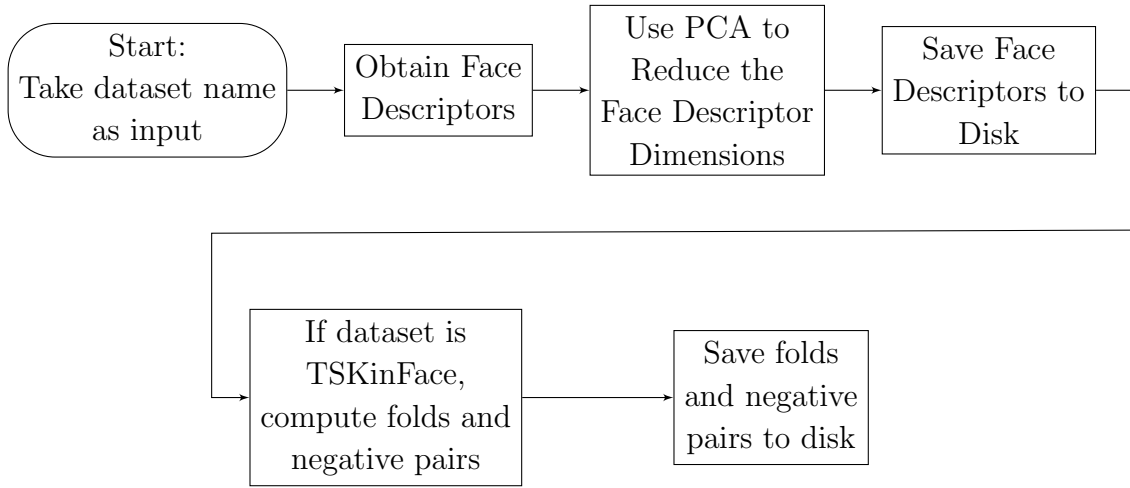 Start:
Take dataset name
as input
Obtain Face
Descriptors
Use PCA to
Reduce the
Face Descriptor
Dimensions
Save Face
Descriptors to
Disk
If dataset is
TSKinFace,
compute folds and
negative pairs
Save folds
and negative
pairs to disk